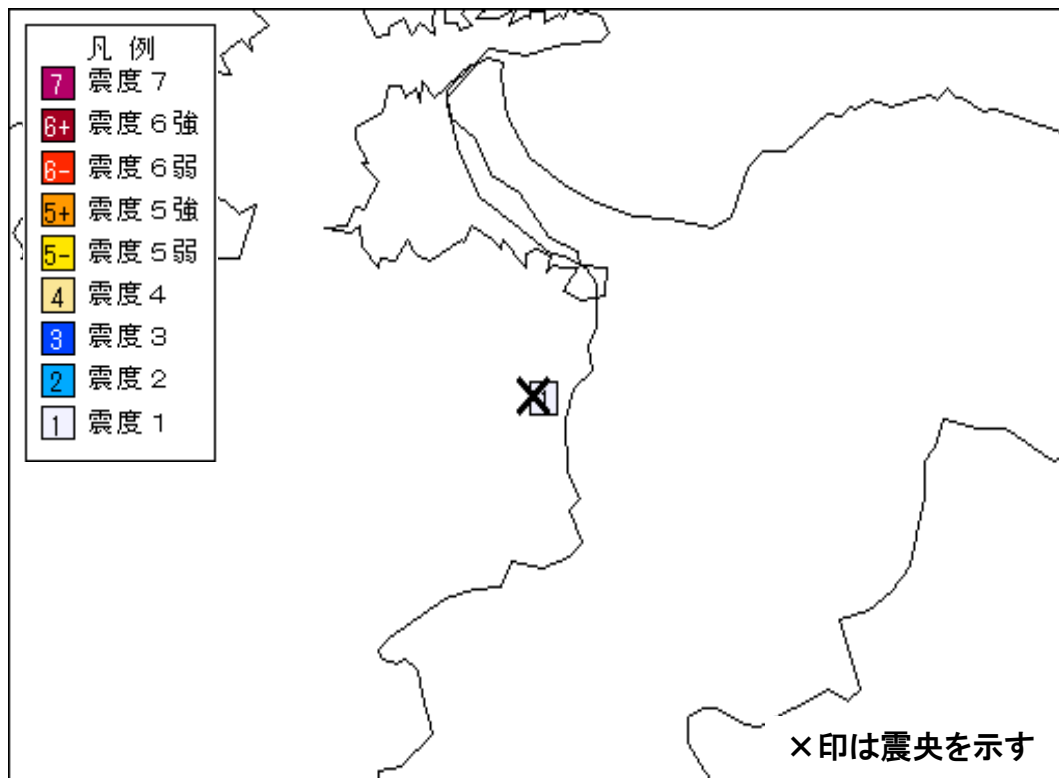 凡 例
7 震度７
6+ 震度６強
6- 震度６弱
5+ 震度５強
5- 震度５弱
4 震度４
3 震度３
2 震度２
1 震度１
1
×印は震央を示す